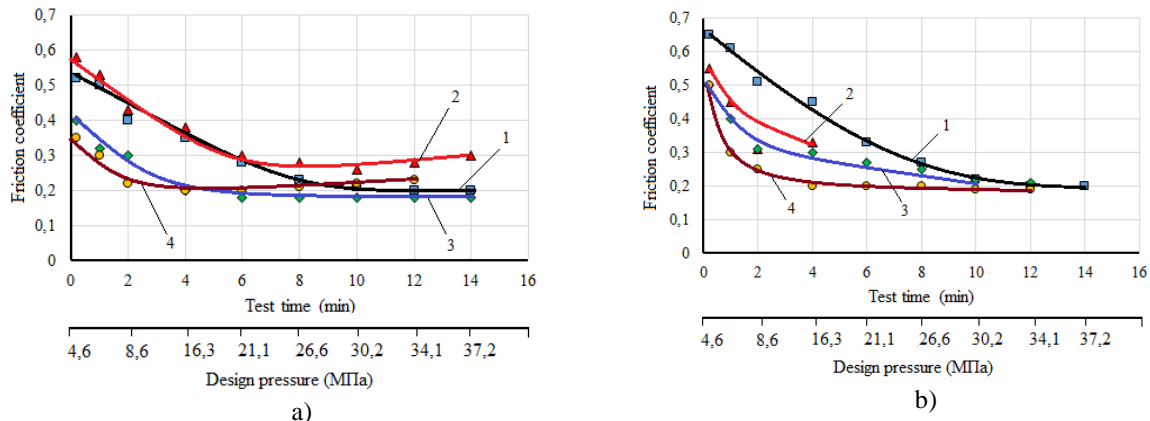 0,7
0,6
0,5
0,4
0,3
0,2
0,1
0
Friction coefficient
2
1
3
4
0 2 4 6 8 10 12 14 16
Test time (min)
4,6 8,6 16,3 21,1 26,6 30,2 34,1 37,2
Design pressure (МПа)
a)
0,7
0,6
0,5
0,4
0,3
0,2
0,1
0
Friction coefficient
2
1
3
4
0 2 4 6 8 10 12 14 16
Test time (min)
4,6 8,6 16,3 21,1 26,6 30,2 34,1 37,2
Design pressure (МПа)
b)